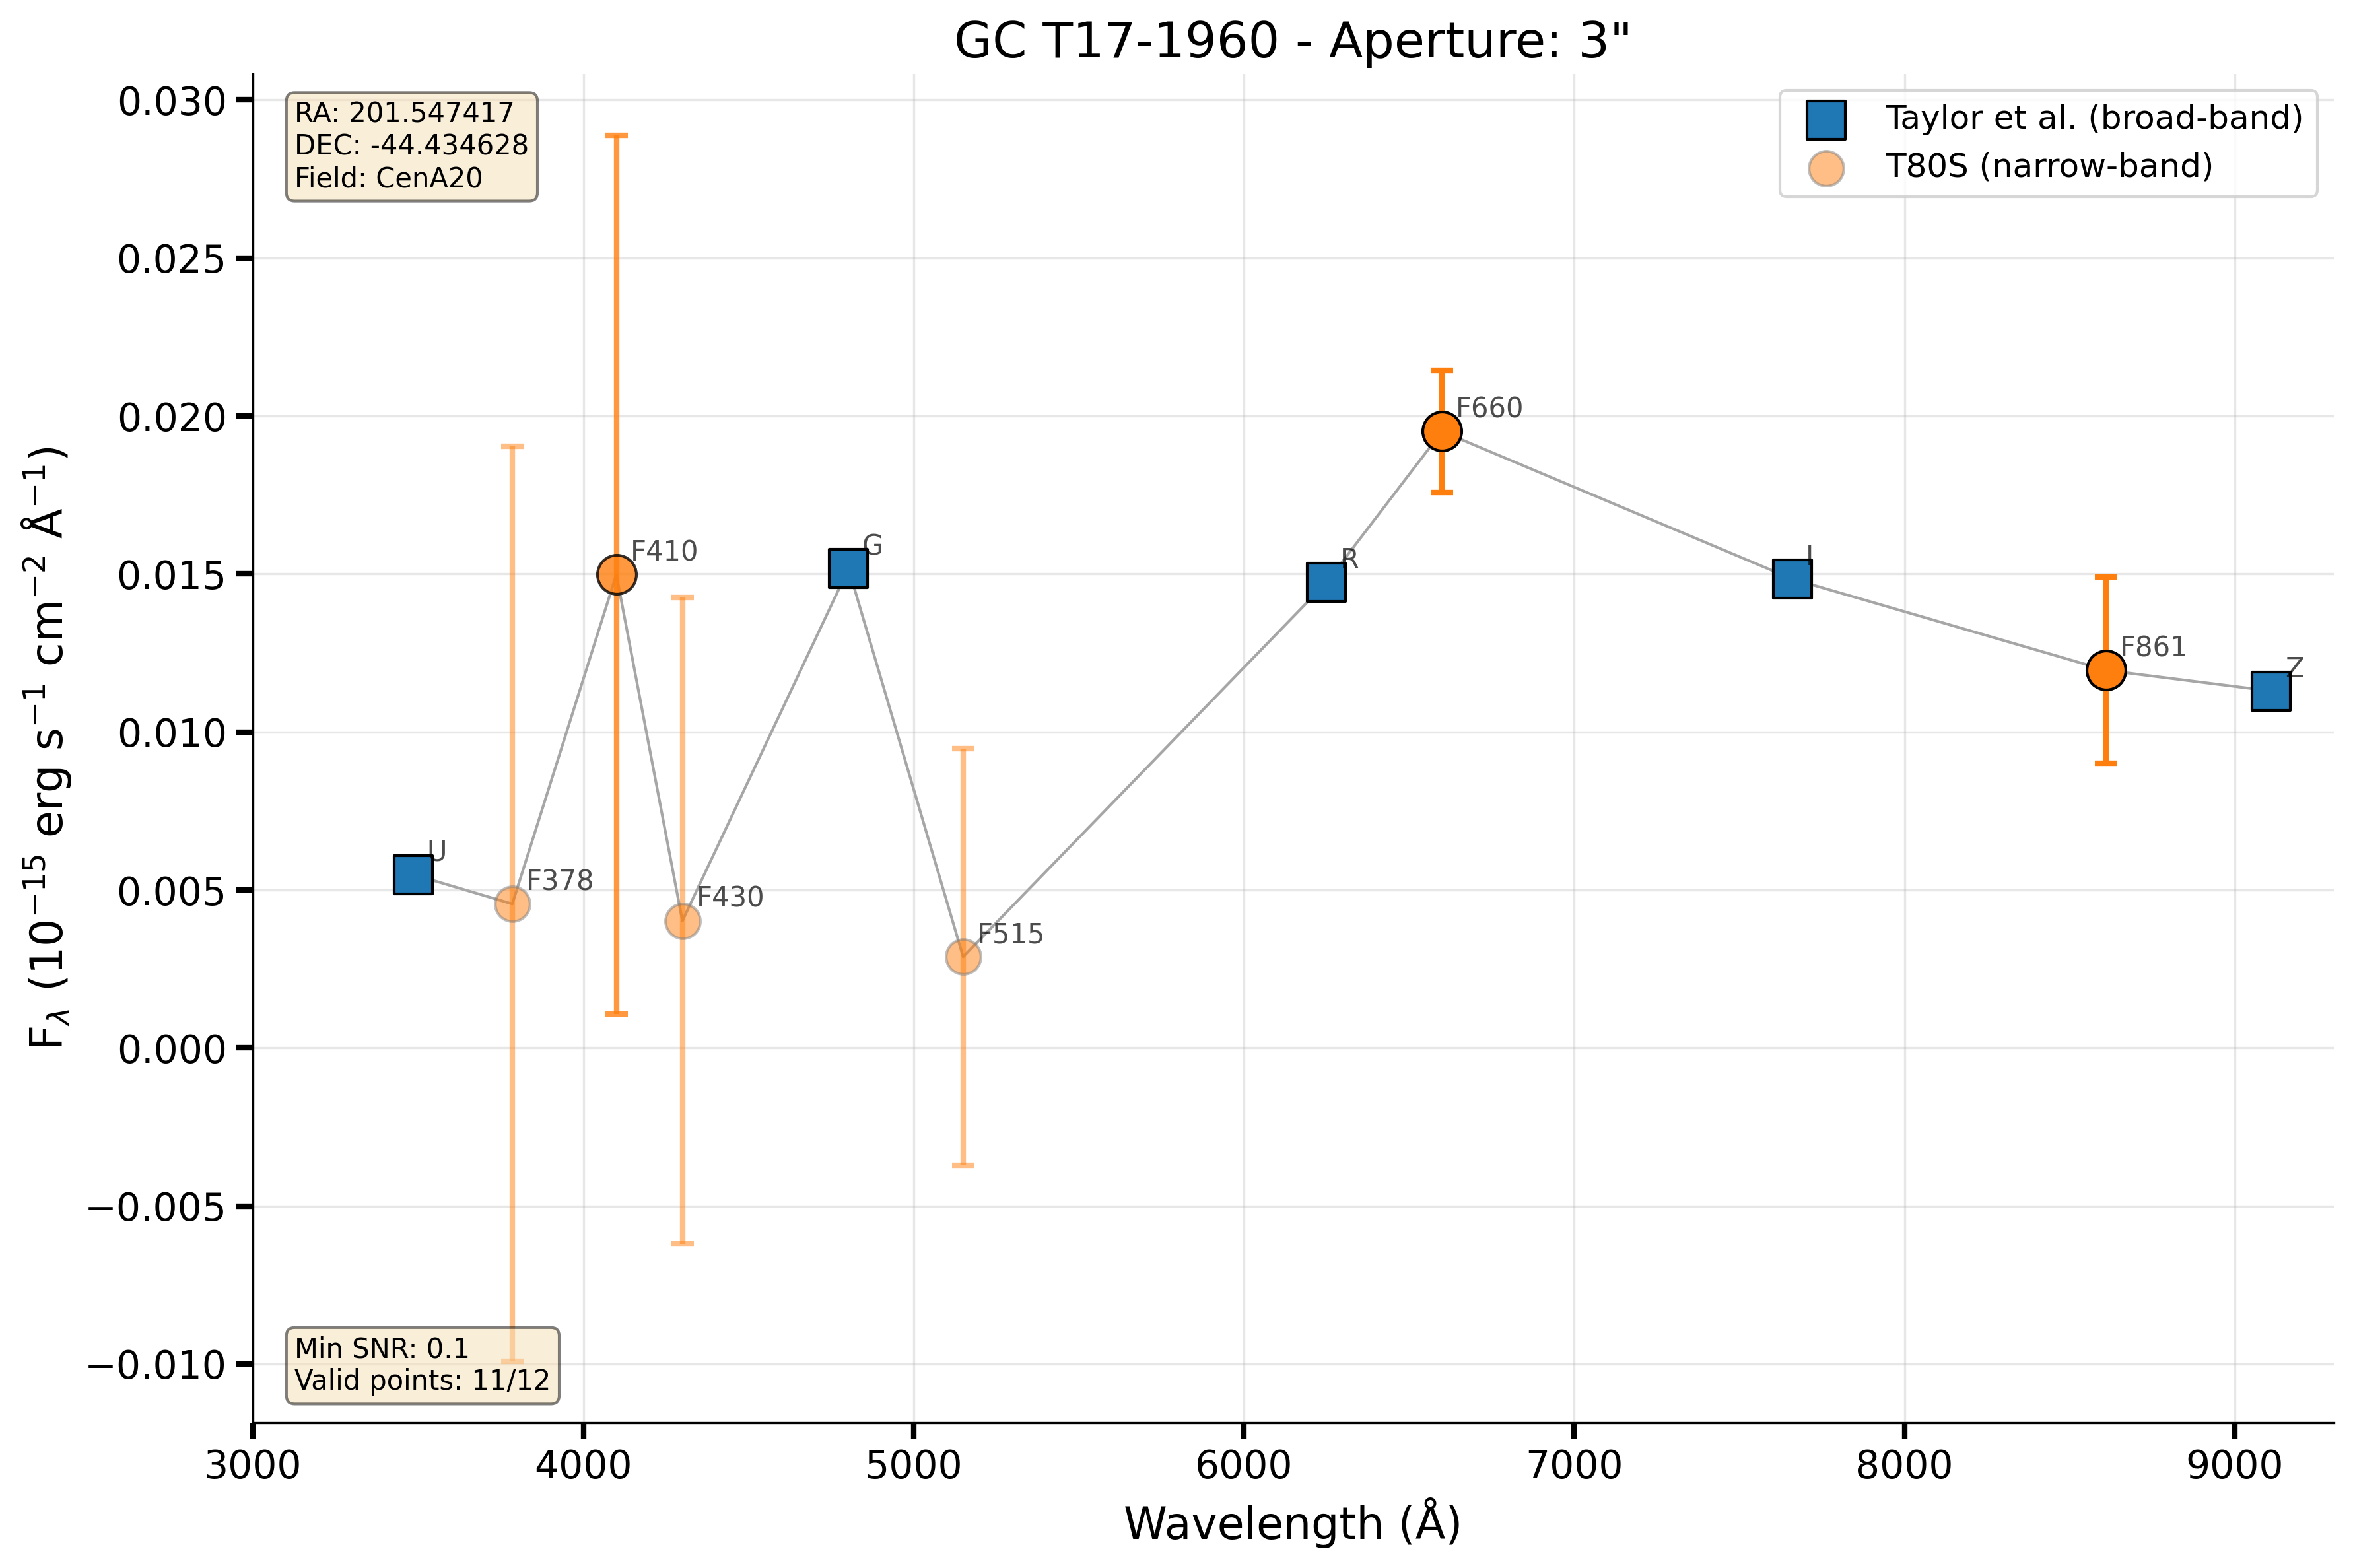 GC T17-1960 - Aperture: 3"
RA: 201.547417
DEC: -44.434628
Field: CenA20
Taylor et al. (broad-band)
T80S (narrow-band)
F_λ (10⁻¹⁵ erg s⁻¹ cm⁻² Å⁻¹)
0.030
0.025
0.020
0.015
0.010
0.005
0.000
−0.005
−0.010
U
F378
F410
F430
G
F515
R
F660
I
F861
Z
Min SNR: 0.1
Valid points: 11/12
3000
4000
5000
6000
7000
8000
9000
Wavelength (Å)